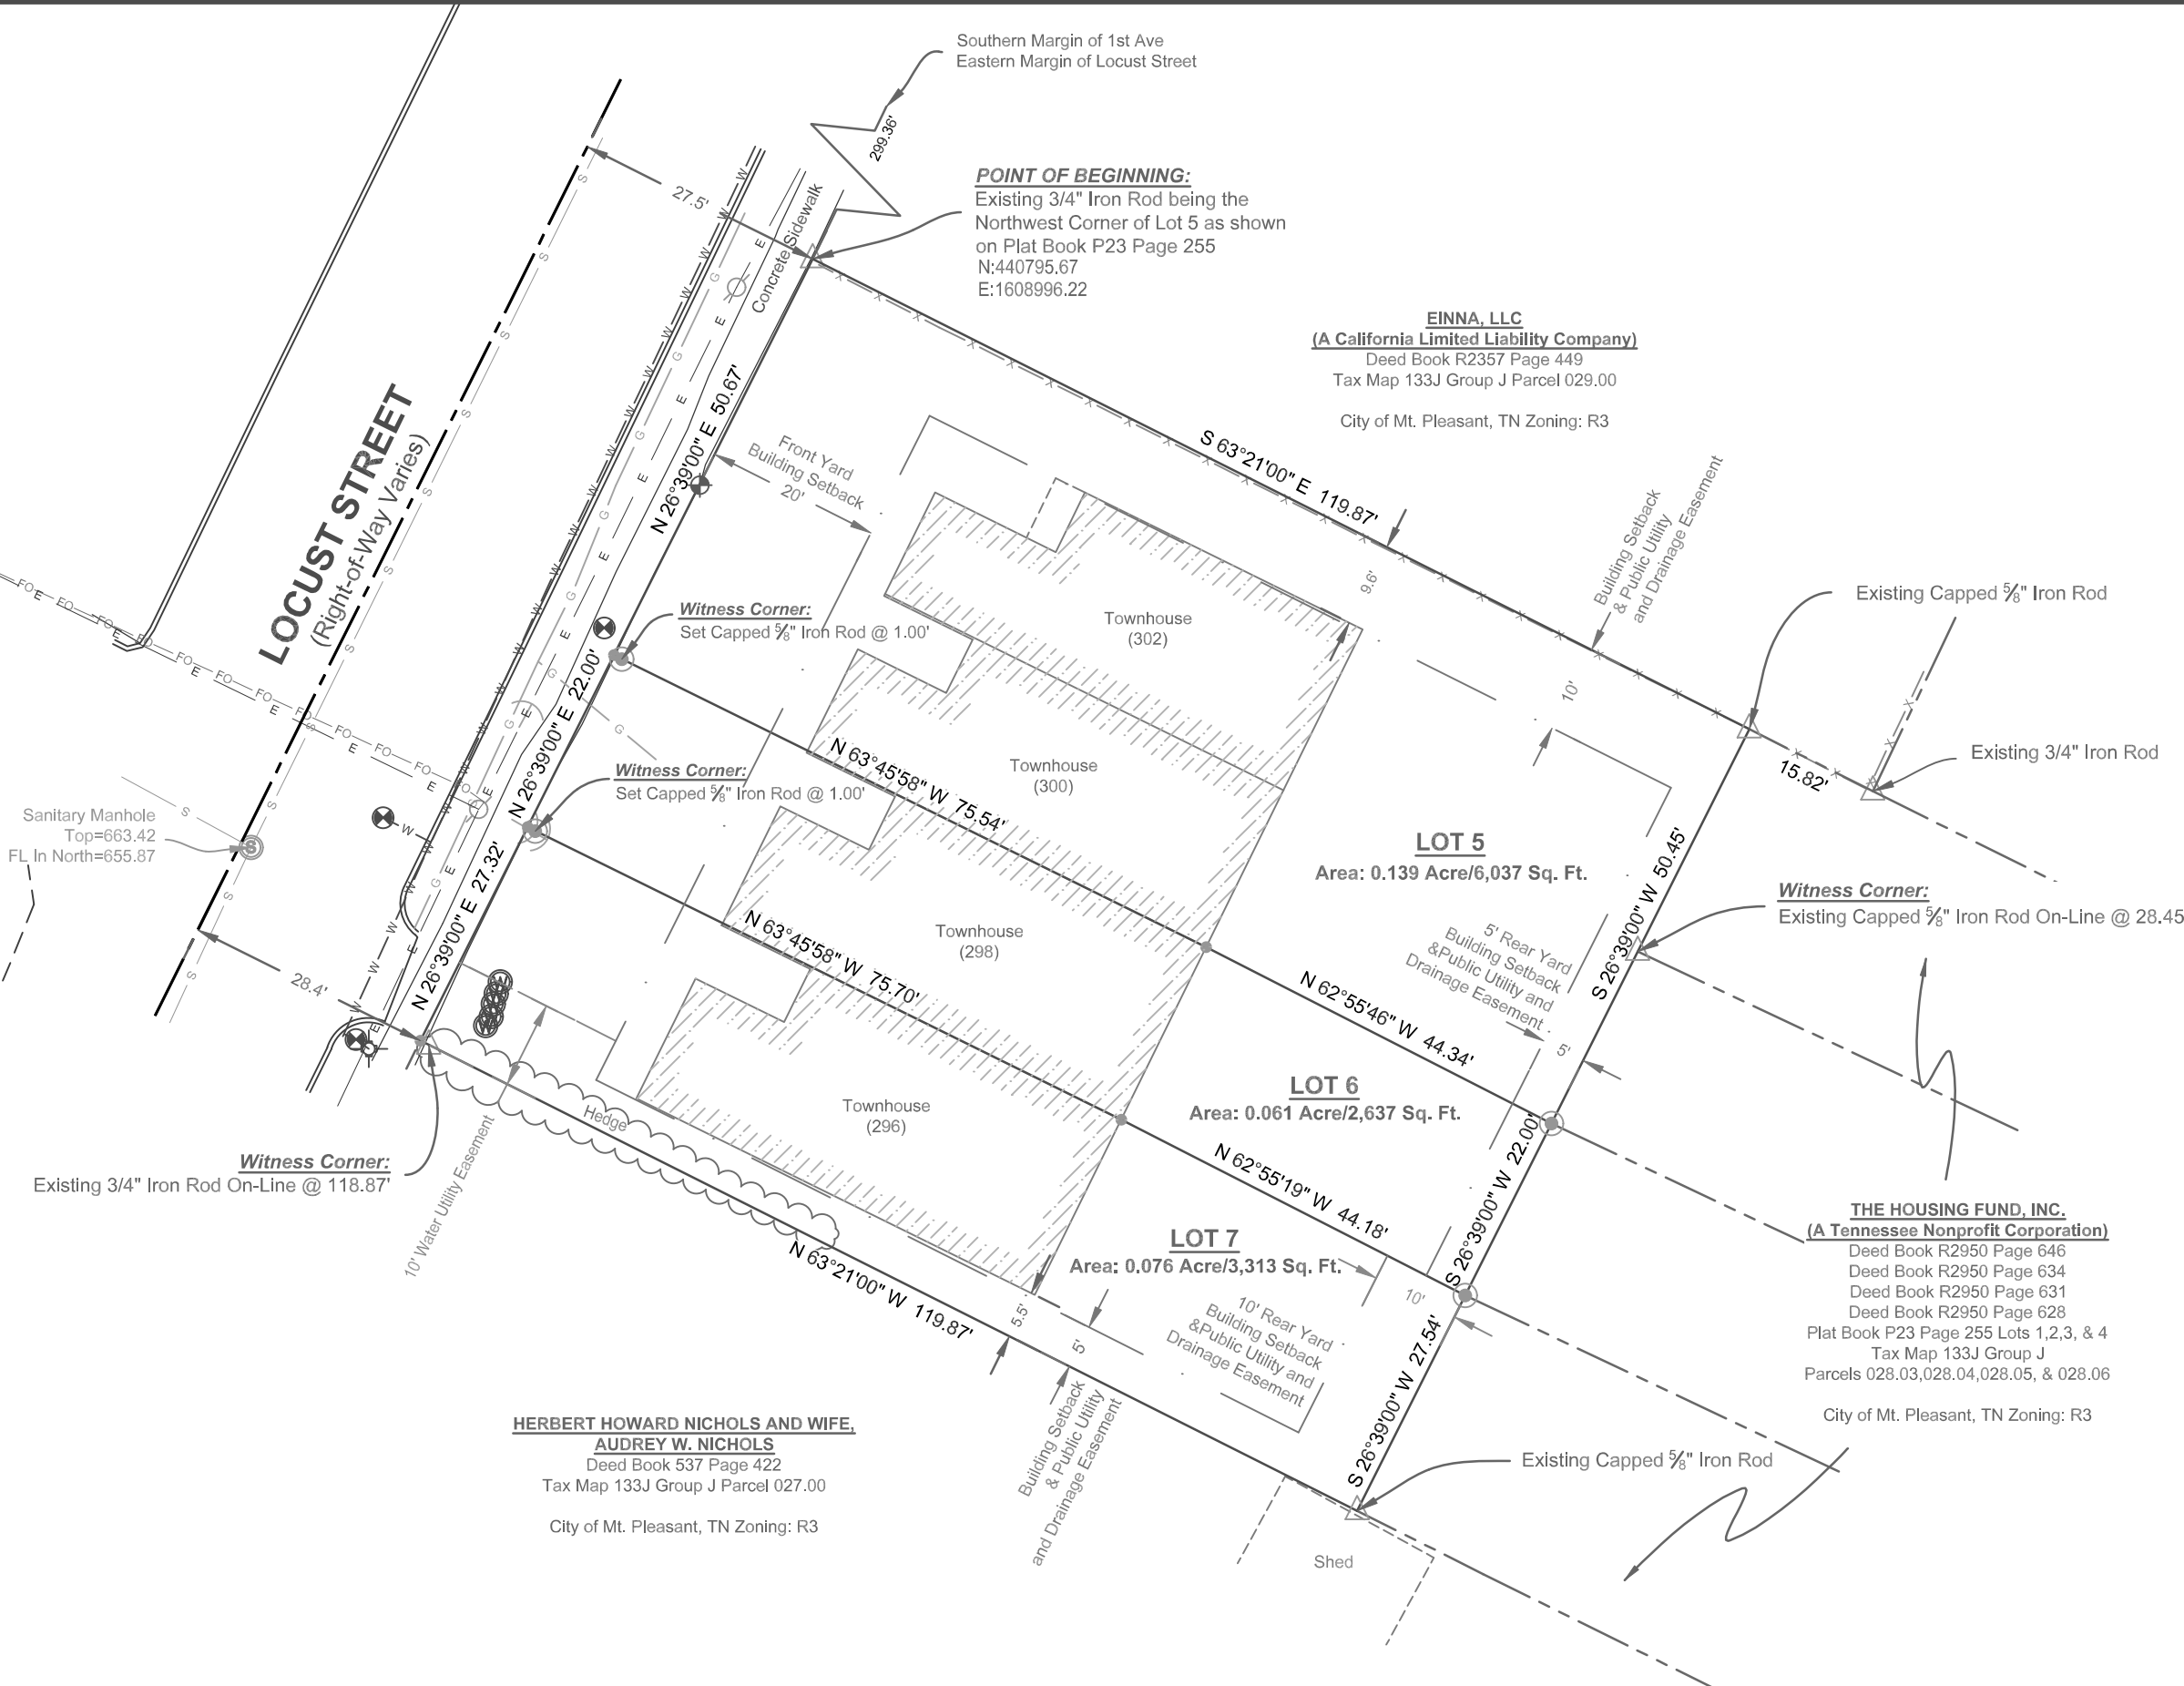 Southern Margin of 1st Ave
Eastern Margin of Locust Street
299.36'
POINT OF BEGINNING:
Existing 3/4" Iron Rod being the
Northwest Corner of Lot 5 as shown
on Plat Book P23 Page 255
N:440795.67
E:1608996.22
27.5'
Concrete Sidewalk
EINNA, LLC
(A California Limited Liability Company)
Deed Book R2357 Page 449
Tax Map 133J Group J Parcel 029.00
City of Mt. Pleasant, TN Zoning: R3
LOCUST STREET
(Right-of-Way Varies)
N 26°39'00" E 50.67'
Front Yard
Building Setback
20'
S 63°21'00" E 119.87'
9.6'
Building Setback
& Public Utility
and Drainage Easement
10'
Existing Capped ⅝" Iron Rod
Existing 3/4" Iron Rod
15.82'
Witness Corner:
Set Capped ⅝" Iron Rod @ 1.00'
Townhouse
(302)
N 26°39'00" E 22.00'
Witness Corner:
Set Capped ⅝" Iron Rod @ 1.00'
N 63°45'58" W 75.54'
Townhouse
(300)
Sanitary Manhole
Top=663.42
FL In North=655.87
S
LOT 5
Area: 0.139 Acre/6,037 Sq. Ft.
S 26°39'00" W 50.45'
Witness Corner:
Existing Capped ⅝" Iron Rod On-Line @ 28.45
N 26°39'00" E 27.32'
N 63°45'58" W 75.70'
Townhouse
(298)
5' Rear Yard
Building Setback
&Public Utility and
Drainage Easement
5'
28.4'
N 62°55'46" W 44.34'
LOT 6
Area: 0.061 Acre/2,637 Sq. Ft.
S 26°39'00" W 22.00'
Hedge
Townhouse
(296)
10' Water Utility Easement
Witness Corner:
Existing 3/4" Iron Rod On-Line @ 118.87'
N 62°55'19" W 44.18'
LOT 7
Area: 0.076 Acre/3,313 Sq. Ft.
10'
10' Rear Yard
Building Setback
&Public Utility and
Drainage Easement
S 26°39'00" W 27.54'
N 63°21'00" W 119.87'
5.5'
5'
Building Setback
& Public Utility
and Drainage Easement
THE HOUSING FUND, INC.
(A Tennessee Nonprofit Corporation)
Deed Book R2950 Page 646
Deed Book R2950 Page 634
Deed Book R2950 Page 631
Deed Book R2950 Page 628
Plat Book P23 Page 255 Lots 1,2,3, & 4
Tax Map 133J Group J
Parcels 028.03,028.04,028.05, & 028.06
City of Mt. Pleasant, TN Zoning: R3
HERBERT HOWARD NICHOLS AND WIFE,
AUDREY W. NICHOLS
Deed Book 537 Page 422
Tax Map 133J Group J Parcel 027.00
City of Mt. Pleasant, TN Zoning: R3
Existing Capped ⅝" Iron Rod
Shed